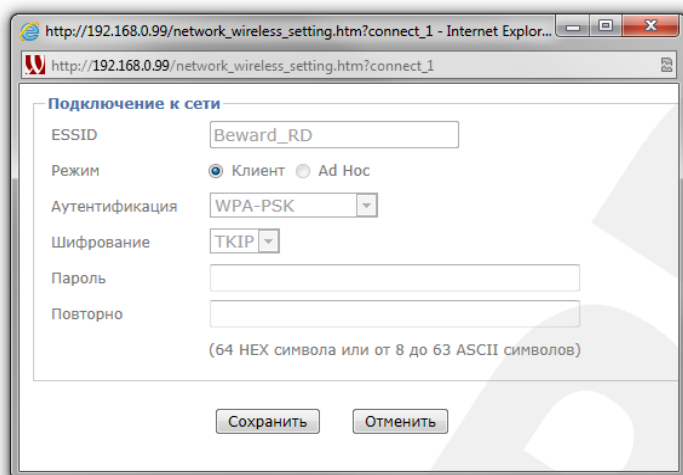 http://192.168.0.99/network_wireless_setting.htm?connect_1 - Internet Explor...
http://192.168.0.99/network_wireless_setting.htm?connect_1
Подключение к сети
ESSID Beward_RD
Режим Клиент Ad Hoc
Аутентификация WPA-PSK
Шифрование TKIP
Пароль
Повторно
(64 HEX символа или от 8 до 63 ASCII символов)
Сохранить Отменить